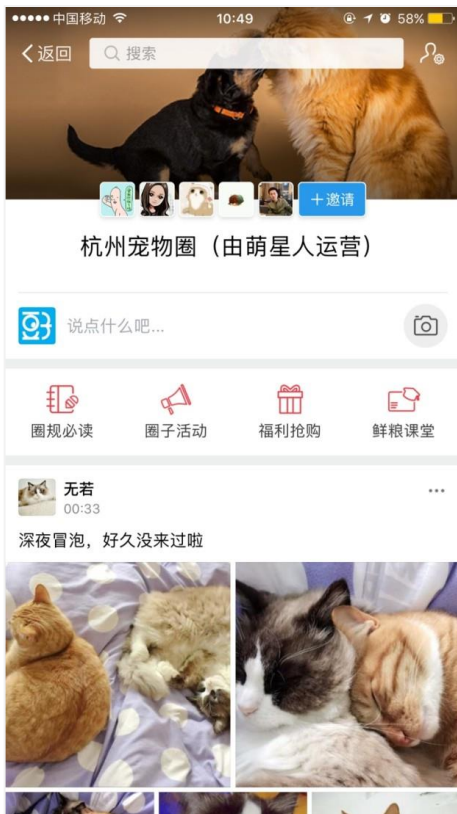 中国移动 10:49 58%
返回 搜索
+邀请
杭州宠物圈（由萌星人运营）
说点什么吧...
圈规必读 圈子活动 福利抢购 鲜粮课堂
无若
00:33
深夜冒泡，好久没来过啦